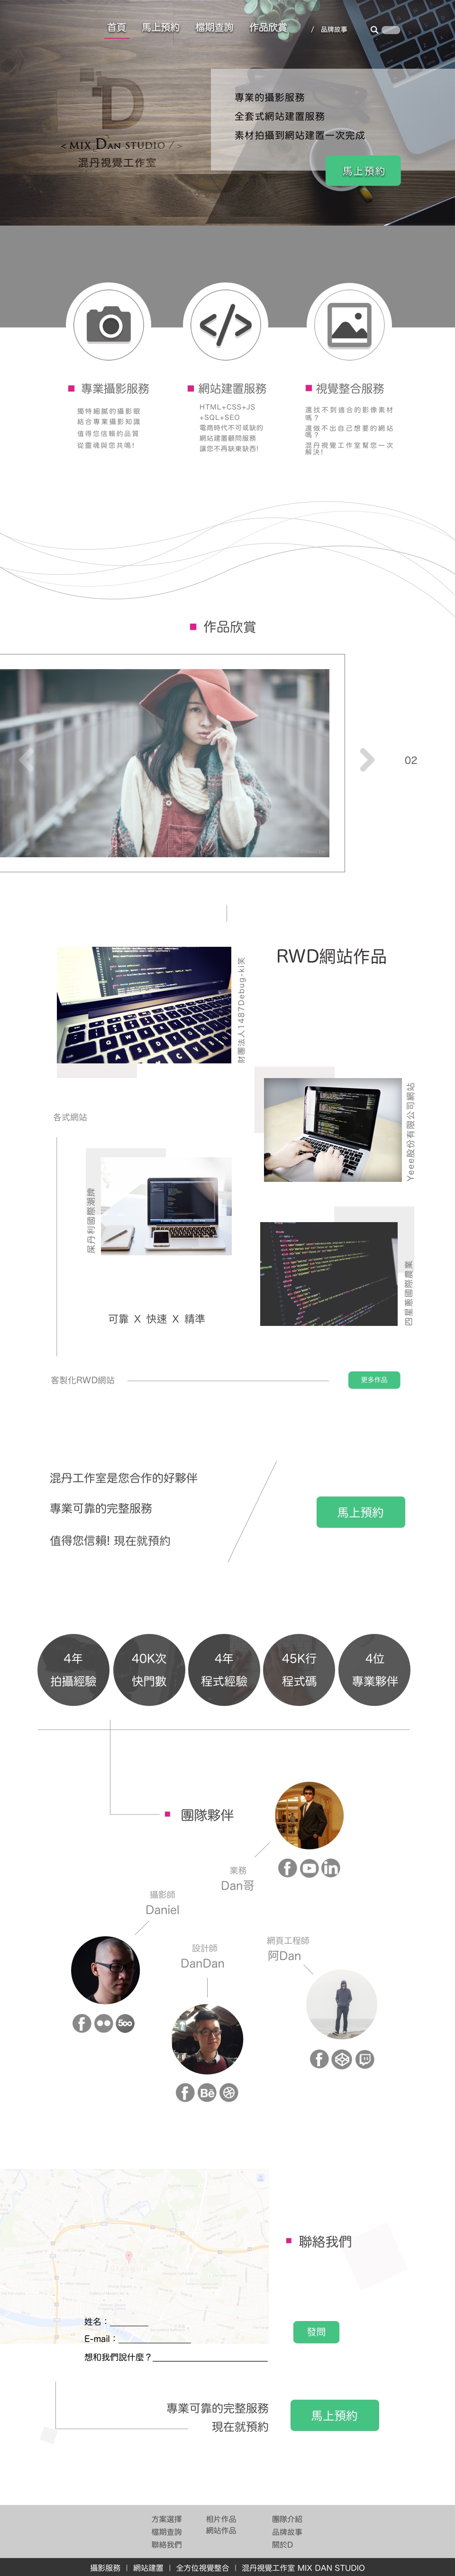 首頁 馬上預約 檔期查詢 作品欣賞 / 品牌故事
專業的攝影服務
全套式網站建置服務
素材拍攝到網站建置一次完成
馬上預約
D
< MIX Dan STUDIO / >
混丹視覺工作室
專業攝影服務
獨特細膩的攝影眼
結合專業攝影知識
值得您信賴的品質
從靈魂與您共鳴!
網站建置服務
HTML+CSS+JS
+SQL+SEO
電商時代不可或缺的
網站建置顧問服務
讓您不再缺東缺西!
視覺整合服務
還找不到適合的影像素材
嗎？
還做不出自己想要的網站
嗎？
混丹視覺工作室幫您一次
解決!
作品欣賞
02
RWD網站作品
財團法人1487Debug-ki笑
Yeee股份有限公司網站
各式網站
屎丹利國際潮牌
四星墨國際農業
可靠 X 快速 X 精準
客製化RWD網站
更多作品
混丹工作室是您合作的好夥伴
專業可靠的完整服務
值得您信賴! 現在就預約
馬上預約
4年
拍攝經驗
40K次
快門數
4年
程式經驗
45K行
程式碼
4位
專業夥伴
團隊夥伴
業務
Dan哥
攝影師
Daniel
設計師
DanDan
網頁工程師
阿Dan
500
Bē
聯絡我們
姓名：
E-mail：
想和我們說什麼？
發問
專業可靠的完整服務
現在就預約
馬上預約
方案選擇
檔期查詢
聯絡我們
相片作品
網站作品
團隊介紹
品牌故事
關於D
攝影服務 | 網站建置 | 全方位視覺整合 | 混丹視覺工作室 MIX DAN STUDIO